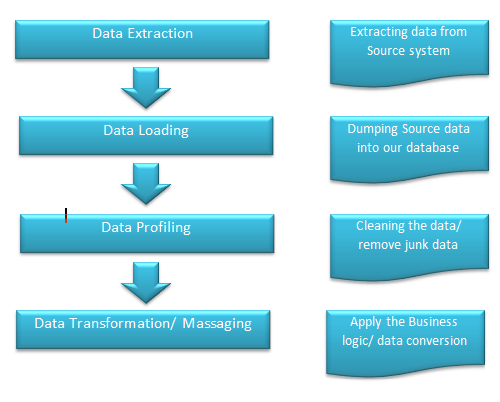 Data Extraction
Extracting data from
Source system
Data Loading
Dumping Source data
into our database
Data Profiling
Cleaning the data/
remove junk data
Data Transformation/ Massaging
Apply the Business
logic/ data conversion